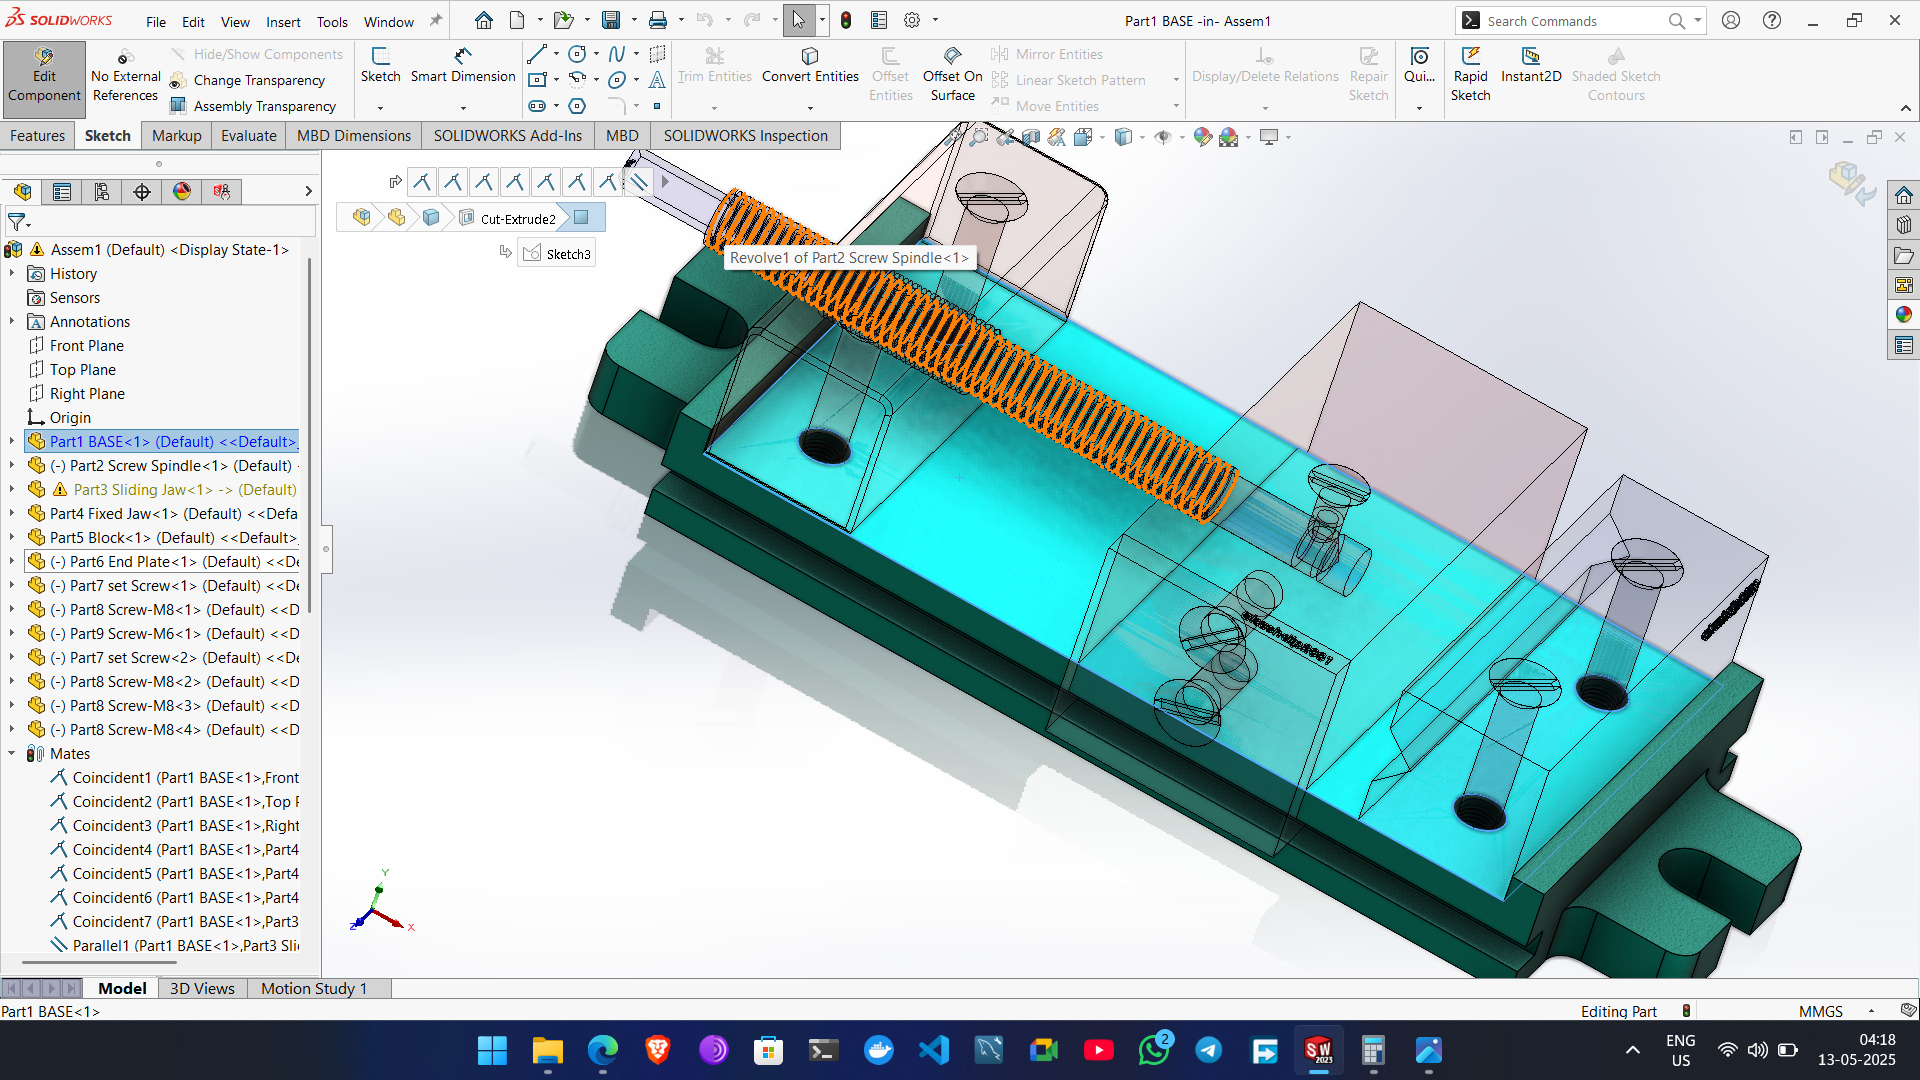 SOLIDWORKS
File Edit View Insert Tools Window
Part1 BASE -in- Assem1
Search Commands
Edit Component
No External References
Hide/Show Components
Change Transparency
Assembly Transparency
Sketch
Smart Dimension
Trim Entities
Convert Entities
Offset Entities
Offset On Surface
Mirror Entities
Linear Sketch Pattern
Move Entities
Display/Delete Relations
Repair Sketch
Qui...
Rapid Sketch
Instant2D
Shaded Sketch Contours
Features Sketch Markup Evaluate MBD Dimensions SOLIDWORKS Add-Ins MBD SOLIDWORKS Inspection
Cut-Extrude2
Sketch3
Revolve1 of Part2 Screw Spindle<1>
Assem1 (Default) <Display State-1>
History
Sensors
Annotations
Front Plane
Top Plane
Right Plane
Origin
Part1 BASE<1> (Default) <<Default>_
(-) Part2 Screw Spindle<1> (Default)
Part3 Sliding Jaw<1> -> (Default)
Part4 Fixed Jaw<1> (Default) <<Defa
Part5 Block<1> (Default) <<Default>_
(-) Part6 End Plate<1> (Default) <<De
(-) Part7 set Screw<1> (Default) <<De
(-) Part8 Screw-M8<1> (Default) <<D
(-) Part9 Screw-M6<1> (Default) <<D
(-) Part7 set Screw<2> (Default) <<De
(-) Part8 Screw-M8<2> (Default) <<D
(-) Part8 Screw-M8<3> (Default) <<D
(-) Part8 Screw-M8<4> (Default) <<D
Mates
Coincident1 (Part1 BASE<1>,Front
Coincident2 (Part1 BASE<1>,Top P
Coincident3 (Part1 BASE<1>,Right
Coincident4 (Part1 BASE<1>,Part4
Coincident5 (Part1 BASE<1>,Part4
Coincident6 (Part1 BASE<1>,Part4
Coincident7 (Part1 BASE<1>,Part3
Parallel1 (Part1 BASE<1>,Part3 Sli
Y
Z
X
Model 3D Views Motion Study 1
Part1 BASE<1>
Editing Part
MMGS
SW
2023
2
ENG
US
04:18
13-05-2025